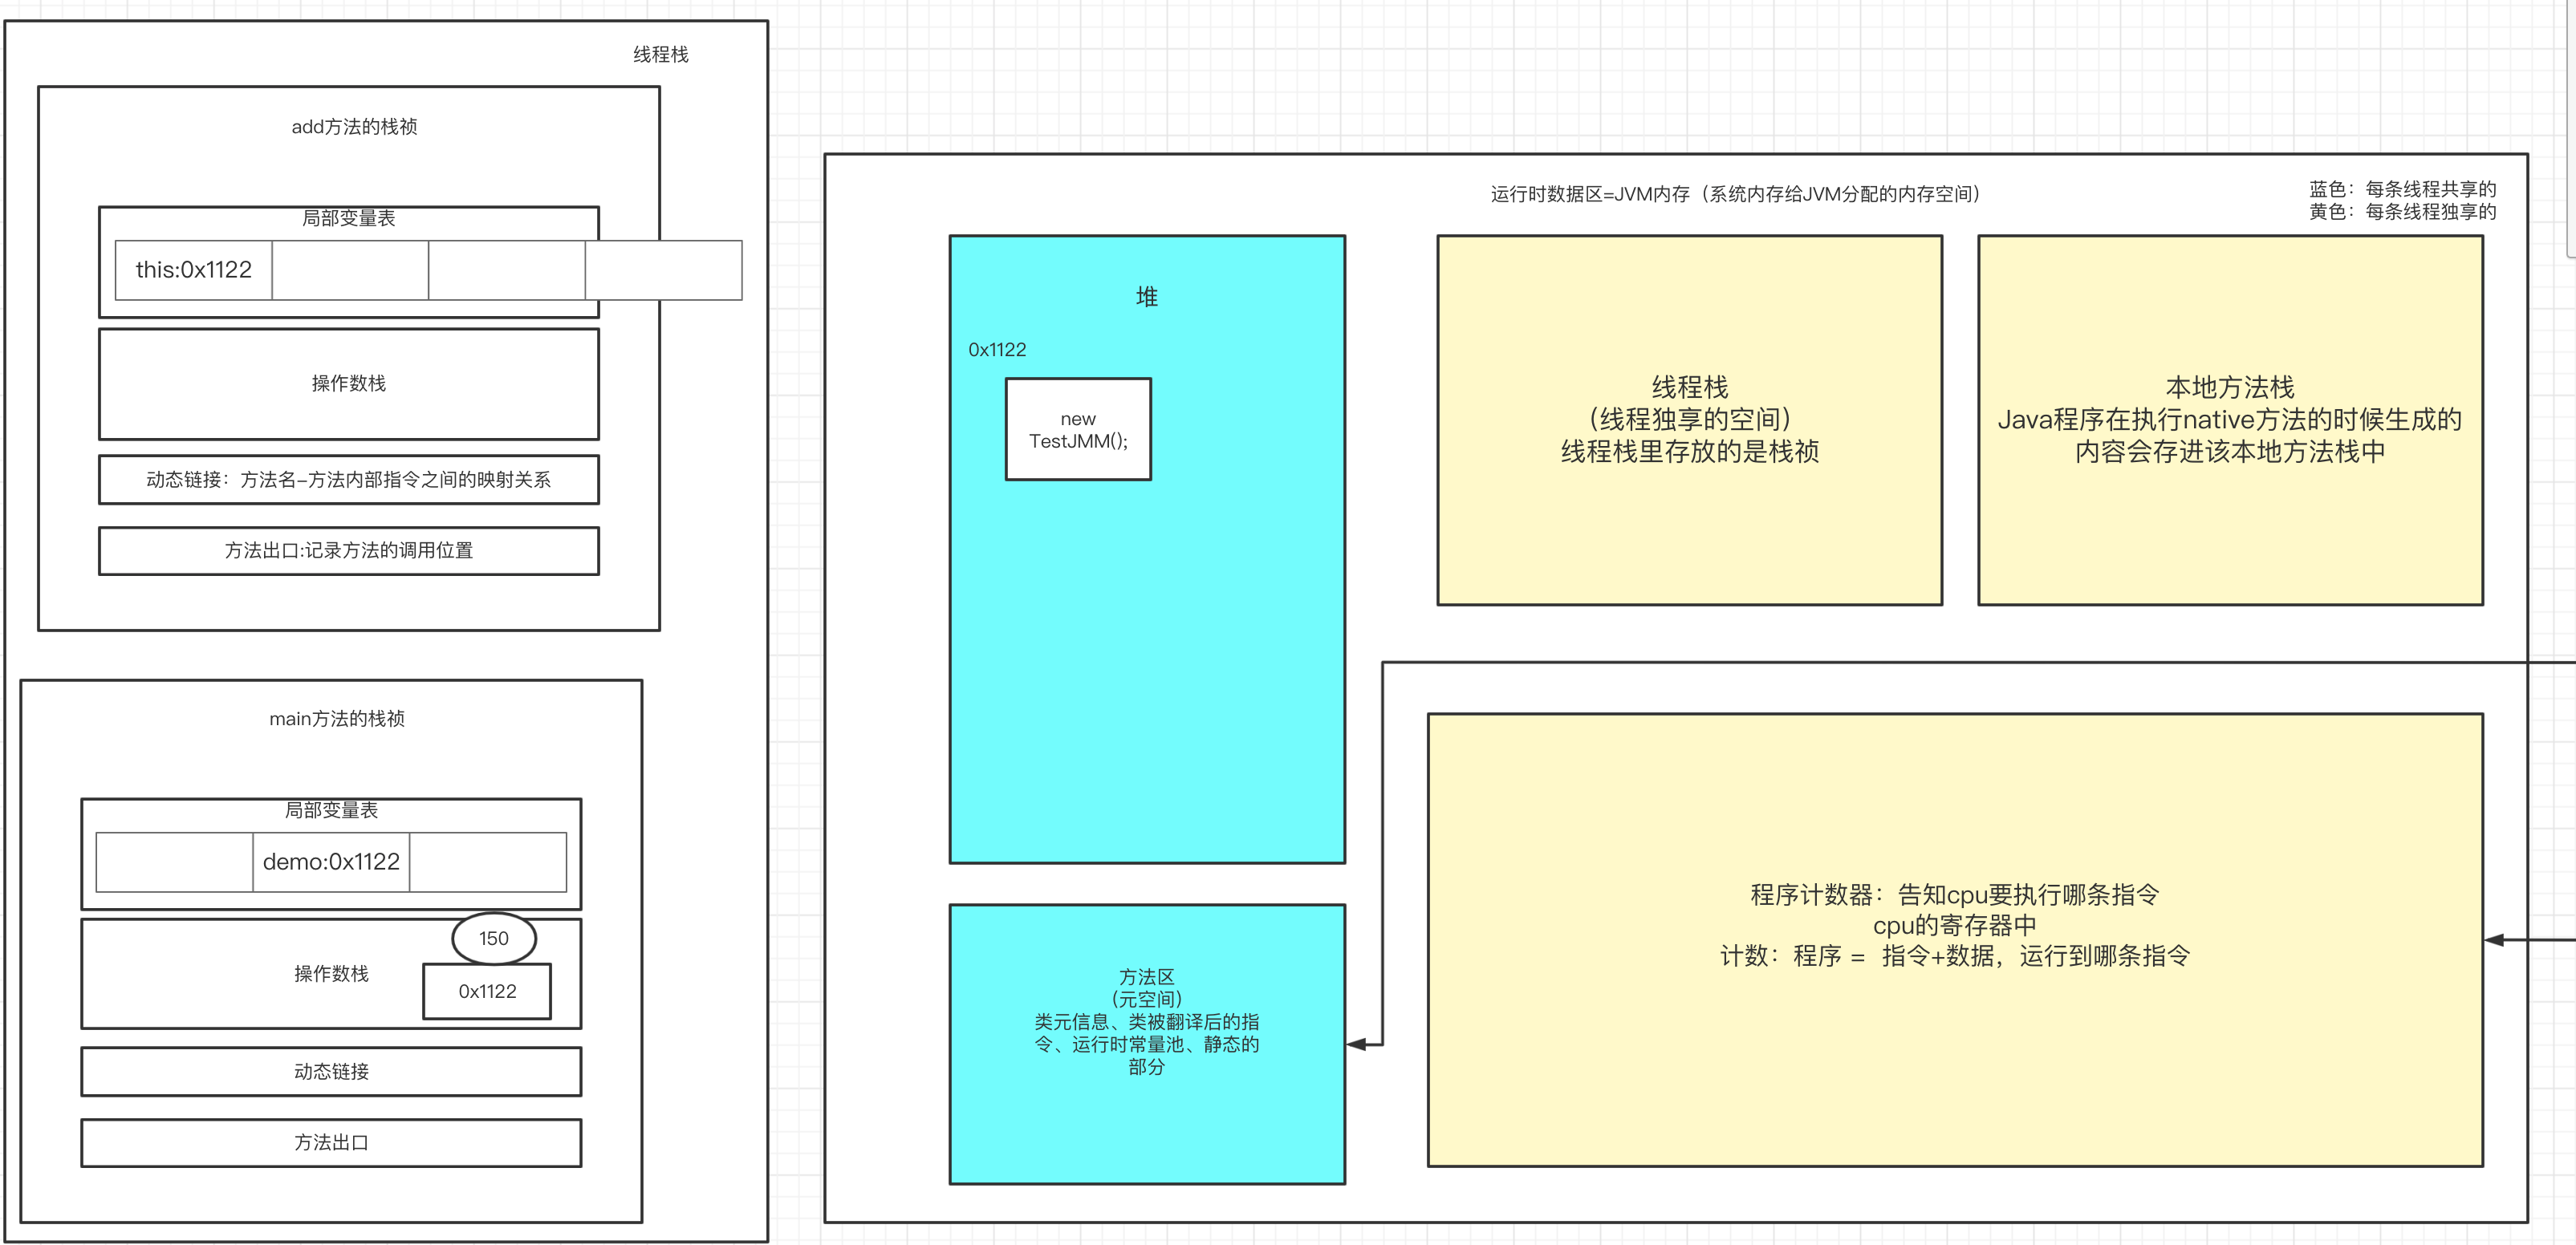 线程栈
add方法的栈祯
局部变量表
this:0x1122
操作数栈
动态链接：方法名-方法内部指令之间的映射关系
方法出口:记录方法的调用位置
main方法的栈祯
局部变量表
demo:0x1122
150
操作数栈
0x1122
动态链接
方法出口
运行时数据区=JVM内存（系统内存给JVM分配的内存空间）
蓝色：每条线程共享的
黄色：每条线程独享的
堆
0x1122
new
TestJMM();
线程栈
（线程独享的空间）
线程栈里存放的是栈祯
本地方法栈
Java程序在执行native方法的时候生成的
内容会存进该本地方法栈中
方法区
（元空间）
类元信息、类被翻译后的指
令、运行时常量池、静态的
部分
程序计数器：告知cpu要执行哪条指令
cpu的寄存器中
计数：程序 = 指令+数据，运行到哪条指令